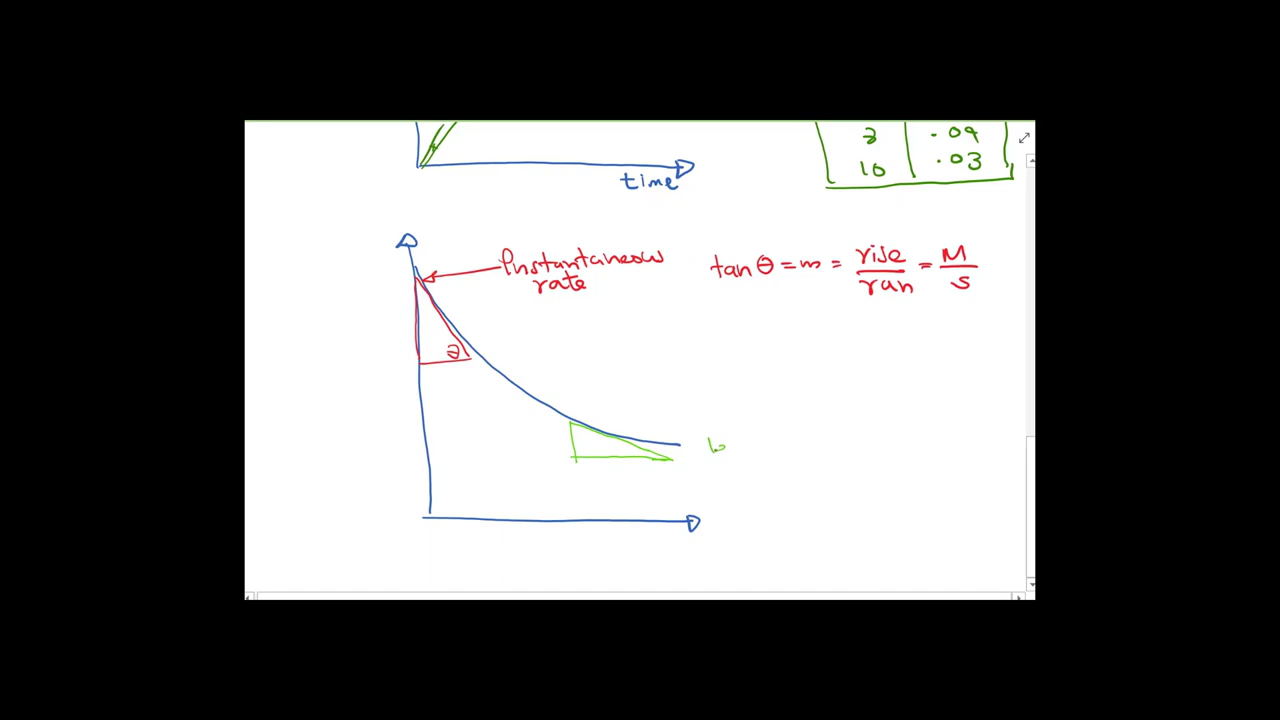 3 .09
10 .03
time
Instantaneous
rate
tan θ = m = rise/run = M/s
θ